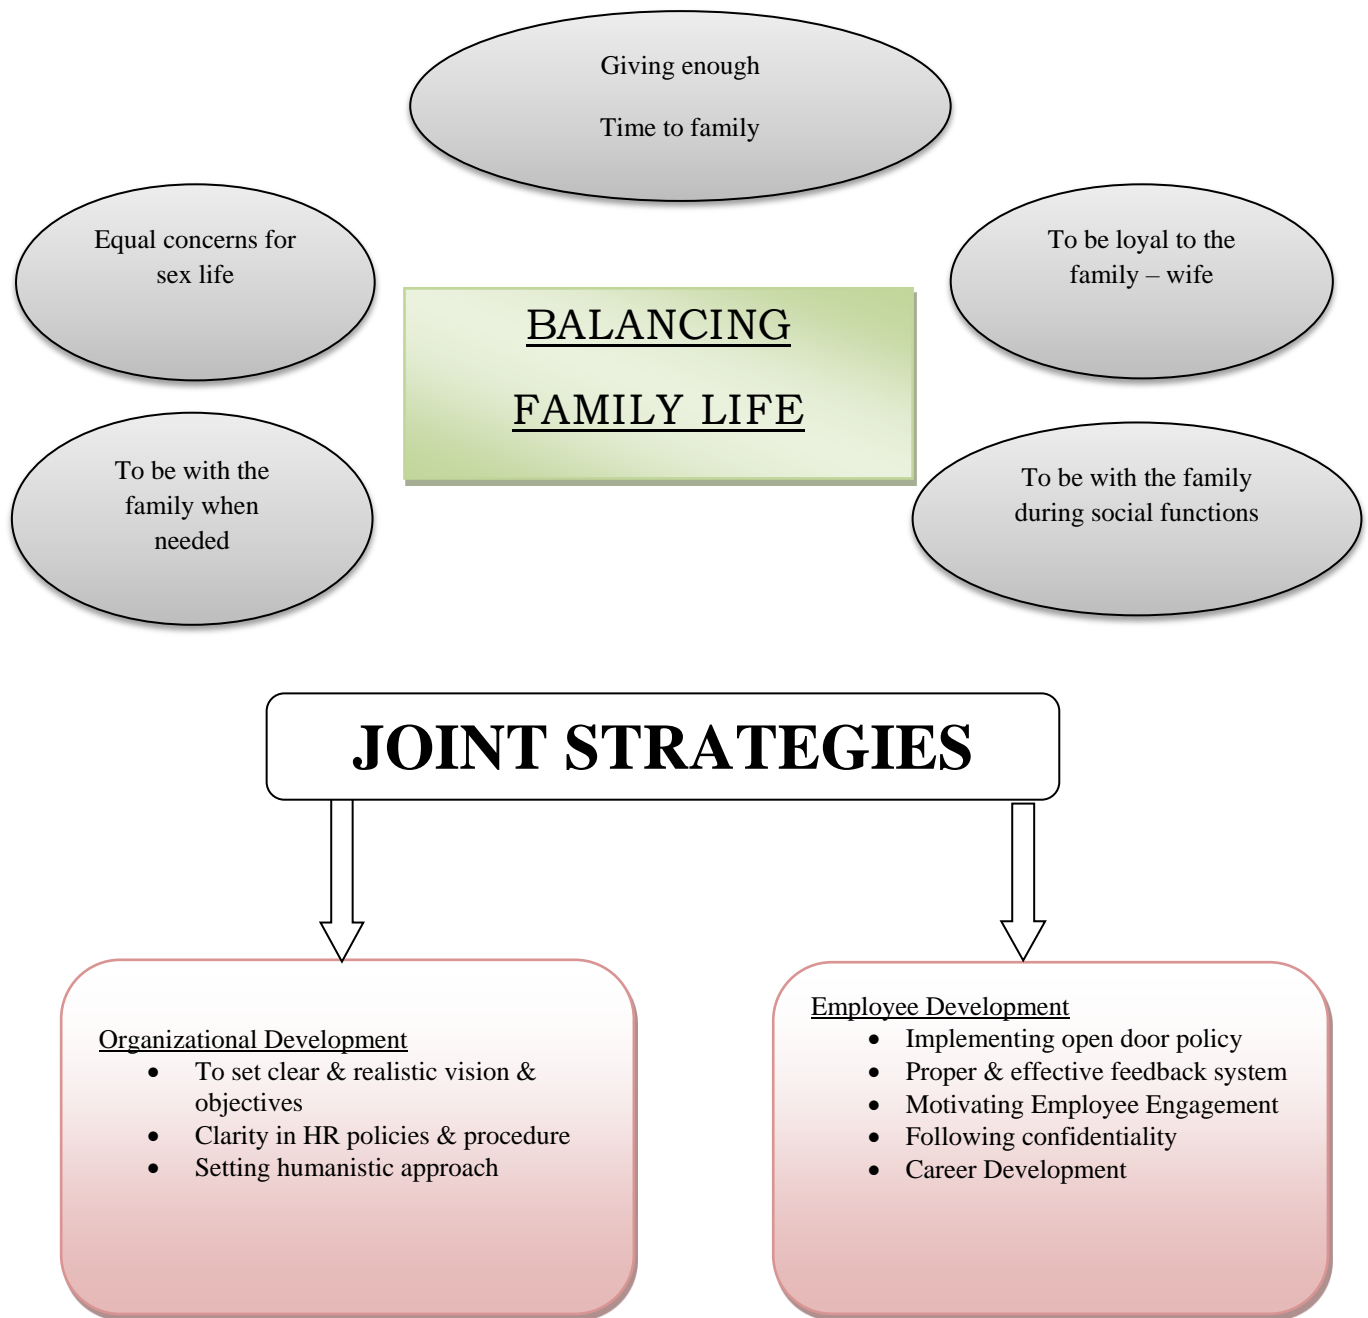 Giving enough
Time to family
Equal concerns for
sex life
To be loyal to the
family – wife
BALANCING
FAMILY LIFE
To be with the
family when
needed
To be with the family
during social functions
JOINT STRATEGIES
Organizational Development
• To set clear & realistic vision &
objectives
• Clarity in HR policies & procedure
• Setting humanistic approach
Employee Development
• Implementing open door policy
• Proper & effective feedback system
• Motivating Employee Engagement
• Following confidentiality
• Career Development